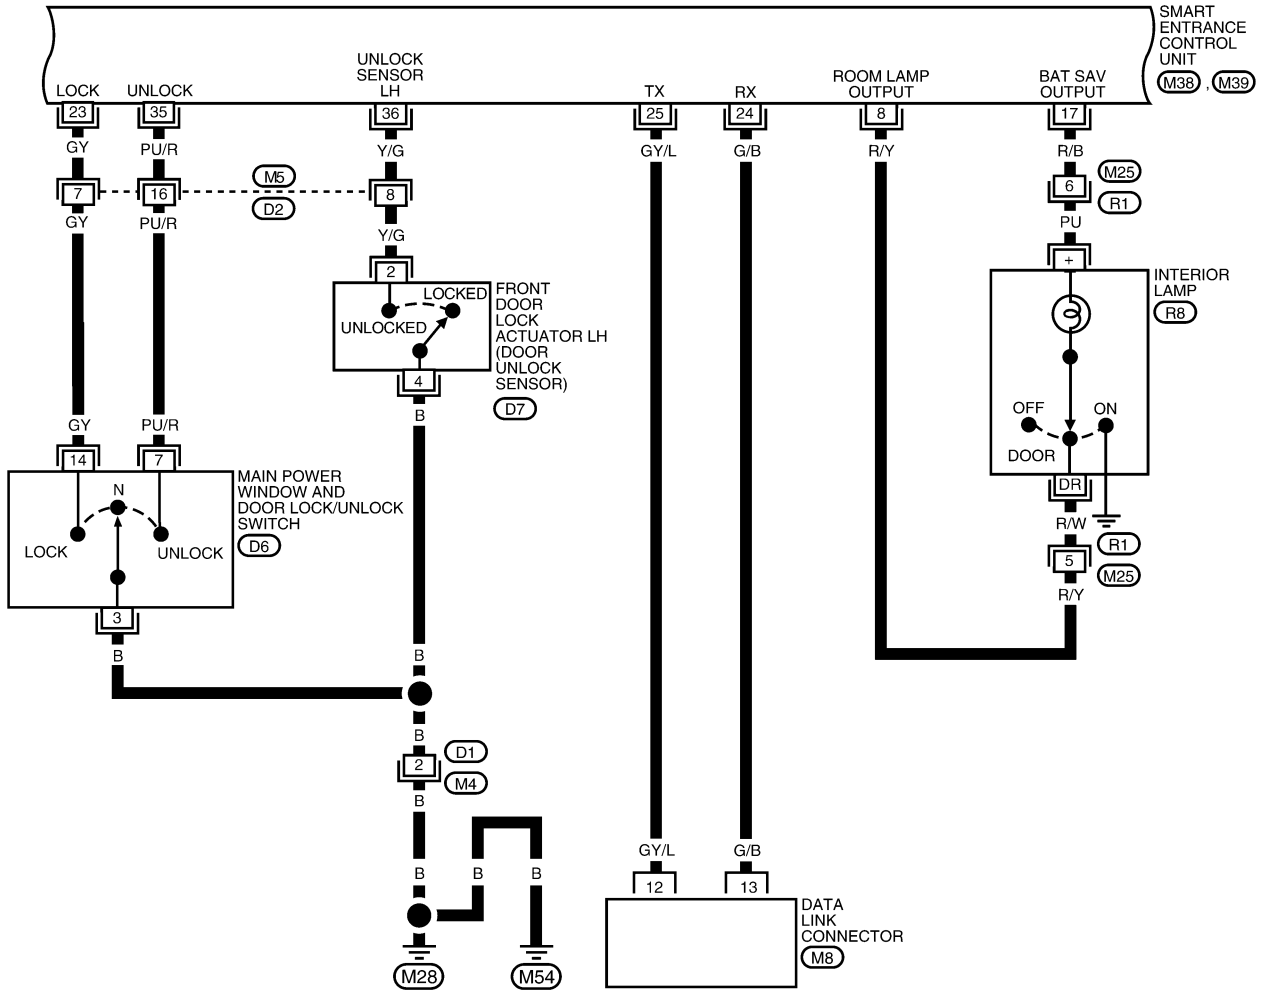 SMART
ENTRANCE
CONTROL
UNIT
M38 , M39
UNLOCK
SENSOR
LH
LOCK
UNLOCK
TX
RX
ROOM LAMP
OUTPUT
BAT SAV
OUTPUT
23
35
36
25
24
8
17
GY
PU/R
Y/G
GY/L
G/B
R/Y
R/B
M5
D2
7
16
8
6
M25
R1
GY
PU/R
Y/G
PU
2
+
FRONT
DOOR
LOCK
ACTUATOR LH
(DOOR
UNLOCK
SENSOR)
D7
LOCKED
UNLOCKED
4
B
INTERIOR
LAMP
R8
OFF
ON
DOOR
DR
R/W
R1
5
M25
R/Y
GY
PU/R
14
7
MAIN POWER
WINDOW AND
DOOR LOCK/UNLOCK
SWITCH
D6
N
LOCK
UNLOCK
3
B
B
B
D1
2
M4
B
B
B
B
M28
M54
GY/L
G/B
12
13
DATA
LINK
CONNECTOR
M8